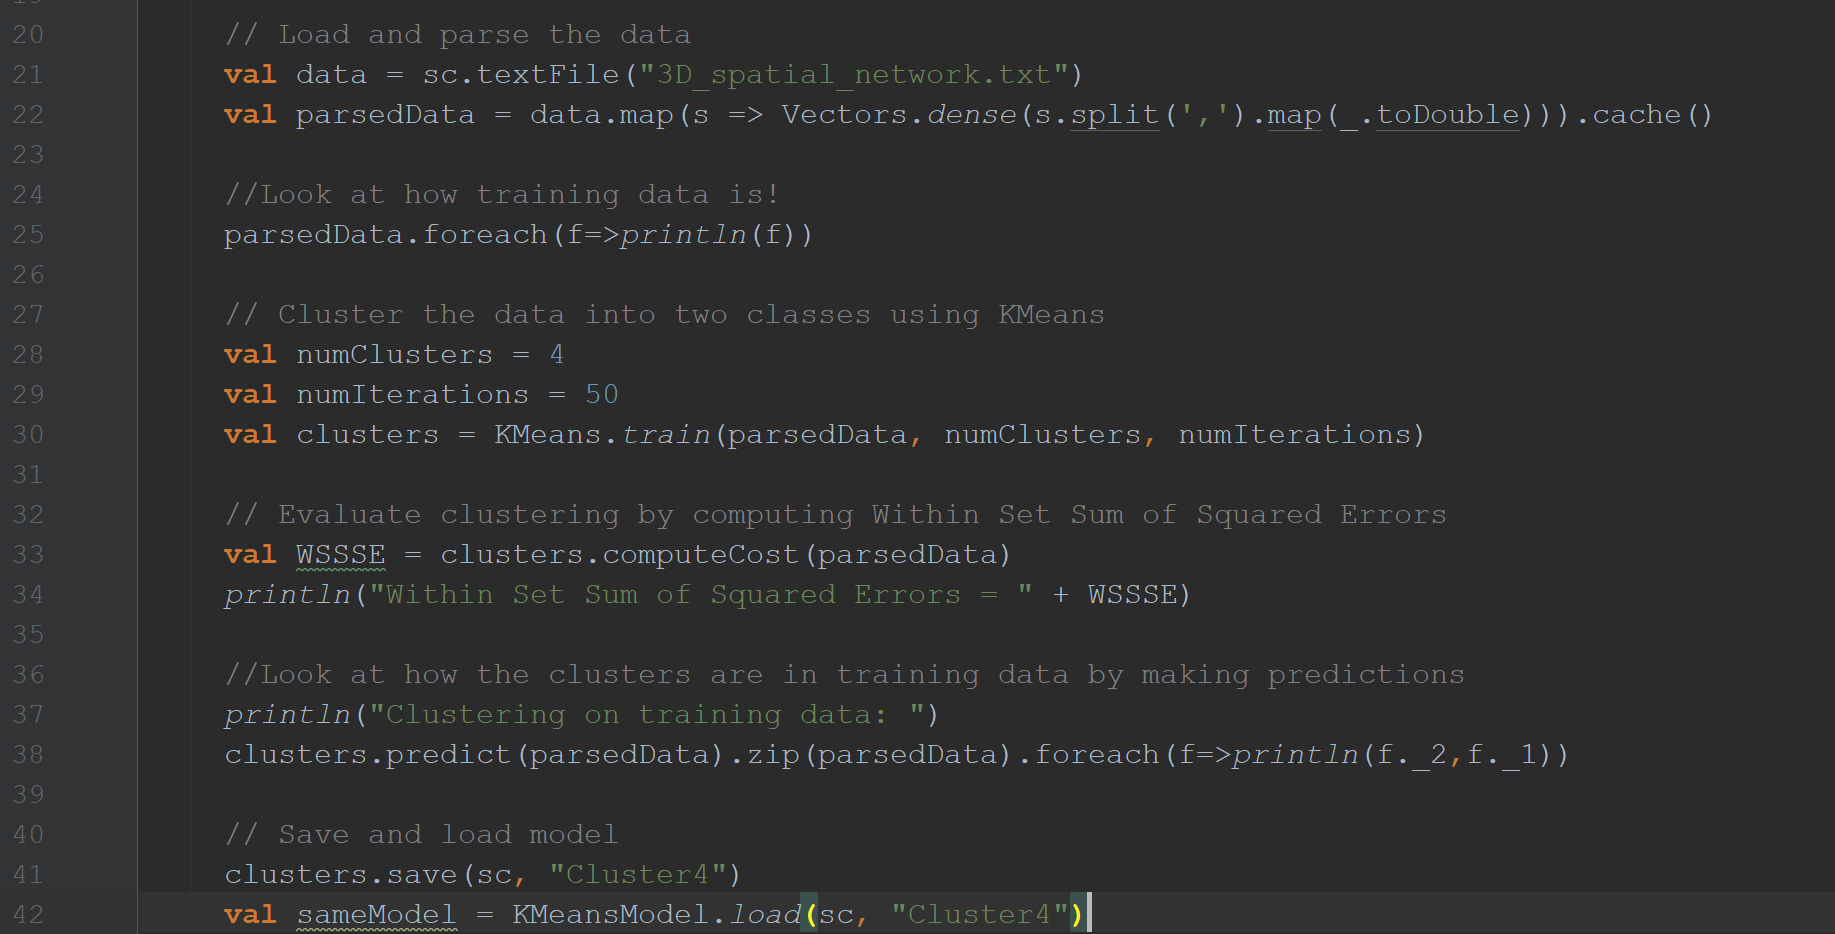 20 // Load and parse the data
21 val data = sc.textFile("3D_spatial_network.txt")
22 val parsedData = data.map(s => Vectors.dense(s.split(',').map(_.toDouble))).cache()
23
24 //Look at how training data is!
25 parsedData.foreach(f=>println(f))
26
27 // Cluster the data into two classes using KMeans
28 val numClusters = 4
29 val numIterations = 50
30 val clusters = KMeans.train(parsedData, numClusters, numIterations)
31
32 // Evaluate clustering by computing Within Set Sum of Squared Errors
33 val WSSSE = clusters.computeCost(parsedData)
34 println("Within Set Sum of Squared Errors = " + WSSSE)
35
36 //Look at how the clusters are in training data by making predictions
37 println("Clustering on training data: ")
38 clusters.predict(parsedData).zip(parsedData).foreach(f=>println(f._2,f._1))
39
40 // Save and load model
41 clusters.save(sc, "Cluster4")
42 val sameModel = KMeansModel.load(sc, "Cluster4")